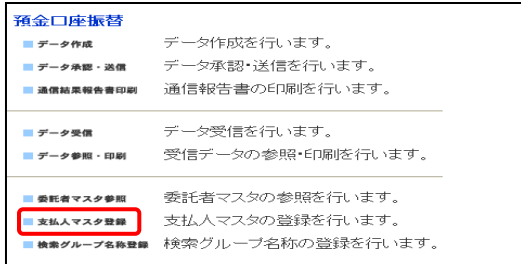 預金口座振替
データ作成 データ作成を行います。
データ承認・送信 データ承認・送信を行います。
通信結果報告書印刷 通信報告書の印刷を行います。
データ受信 データ受信を行います。
データ参照・印刷 受信データの参照・印刷を行います。
委託者マスタ参照 委託者マスタの参照を行います。
支払人マスタ登録 支払人マスタの登録を行います。
検索グループ名称登録 検索グループ名称の登録を行います。